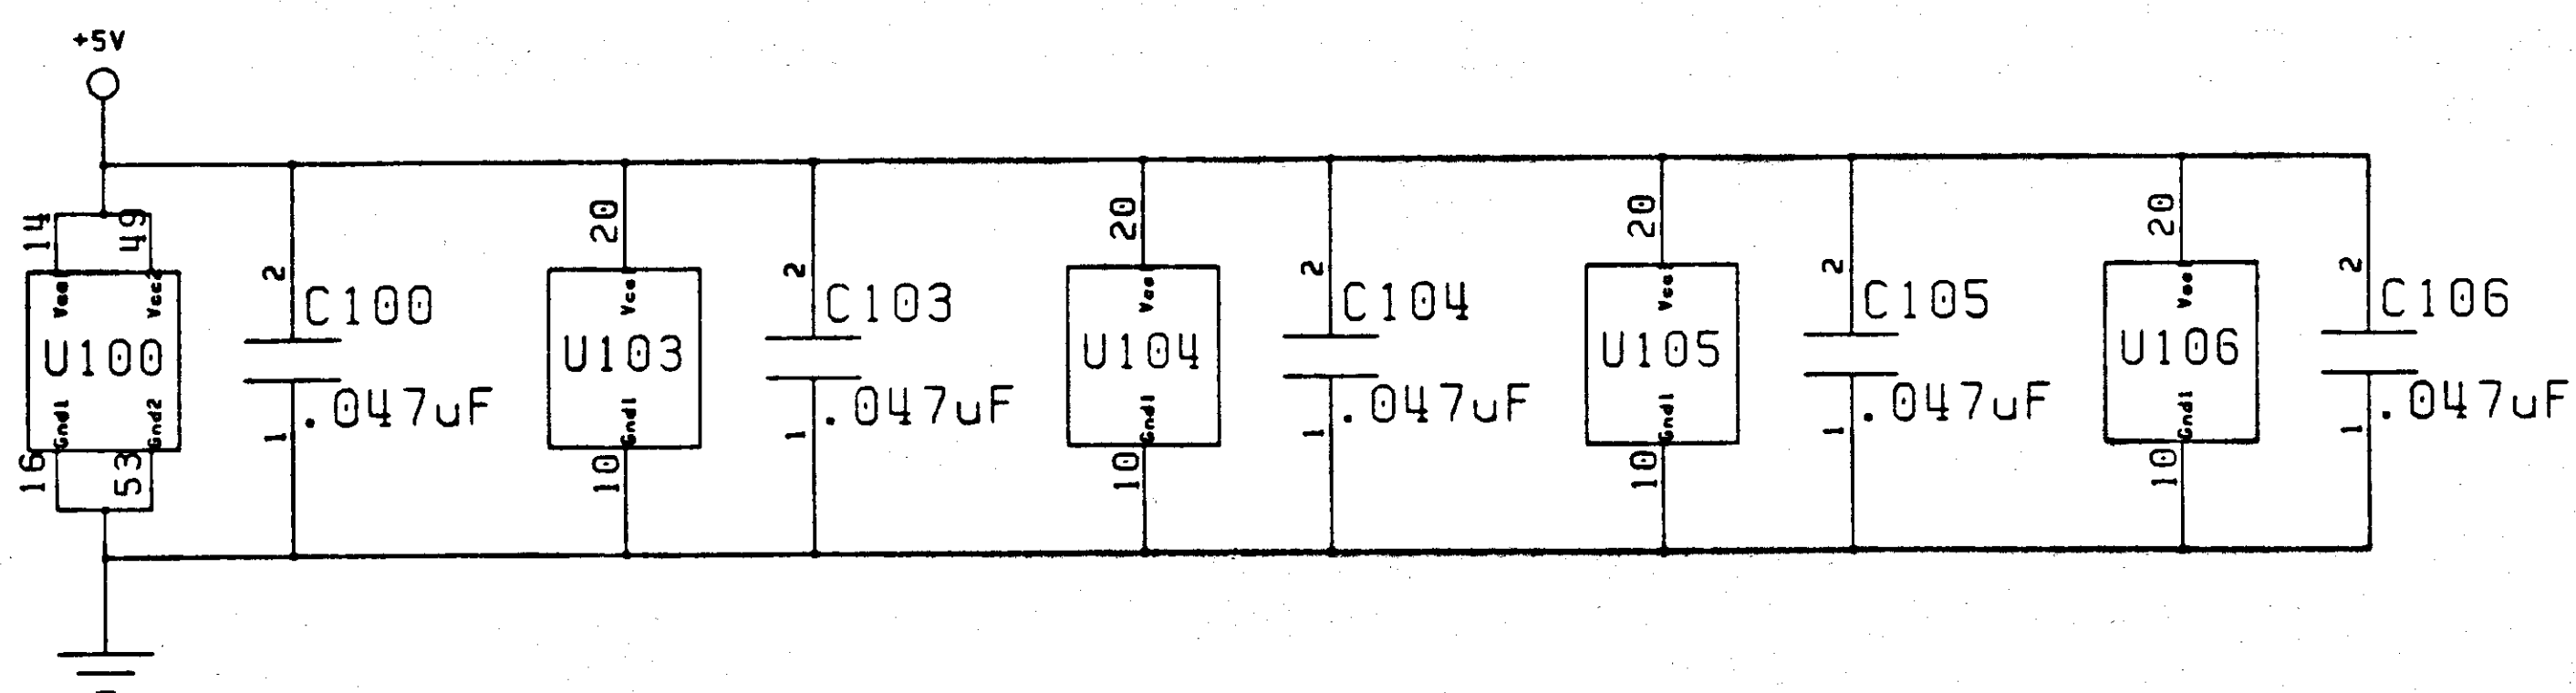 +5V
14 49 20 20 20 20
2 2 2 2 2
Vcc Vcc2 C100 Vcc C103 Vcc C104 Vcc C105 Vcc C106
U100 U103 U104 U105 U106
Gnd1 Gnd2 .047uF Gnd1 .047uF Gnd1 .047uF Gnd1 .047uF Gnd1 .047uF
1 1 1 1 1
16 53 10 10 10 10